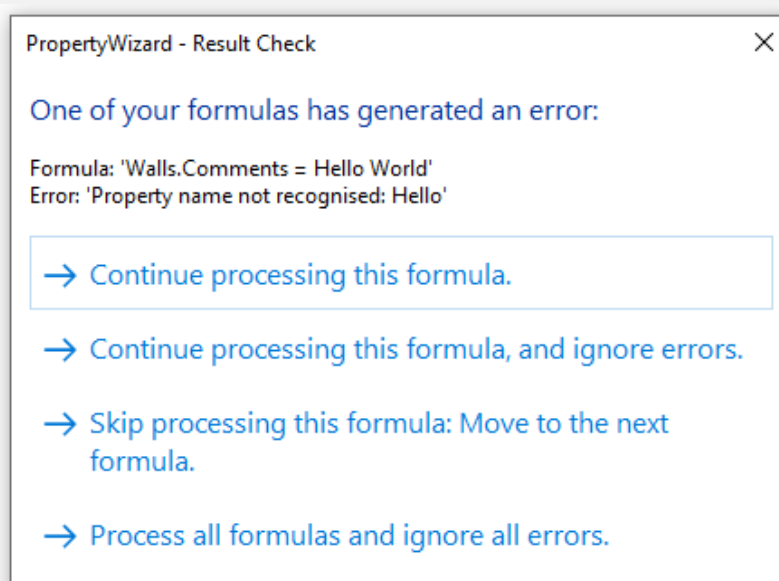 PropertyWizard - Result Check
One of your formulas has generated an error:
Formula: 'Walls.Comments = Hello World'
Error: 'Property name not recognised: Hello'
→ Continue processing this formula.
→ Continue processing this formula, and ignore errors.
→ Skip processing this formula: Move to the next
formula.
→ Process all formulas and ignore all errors.